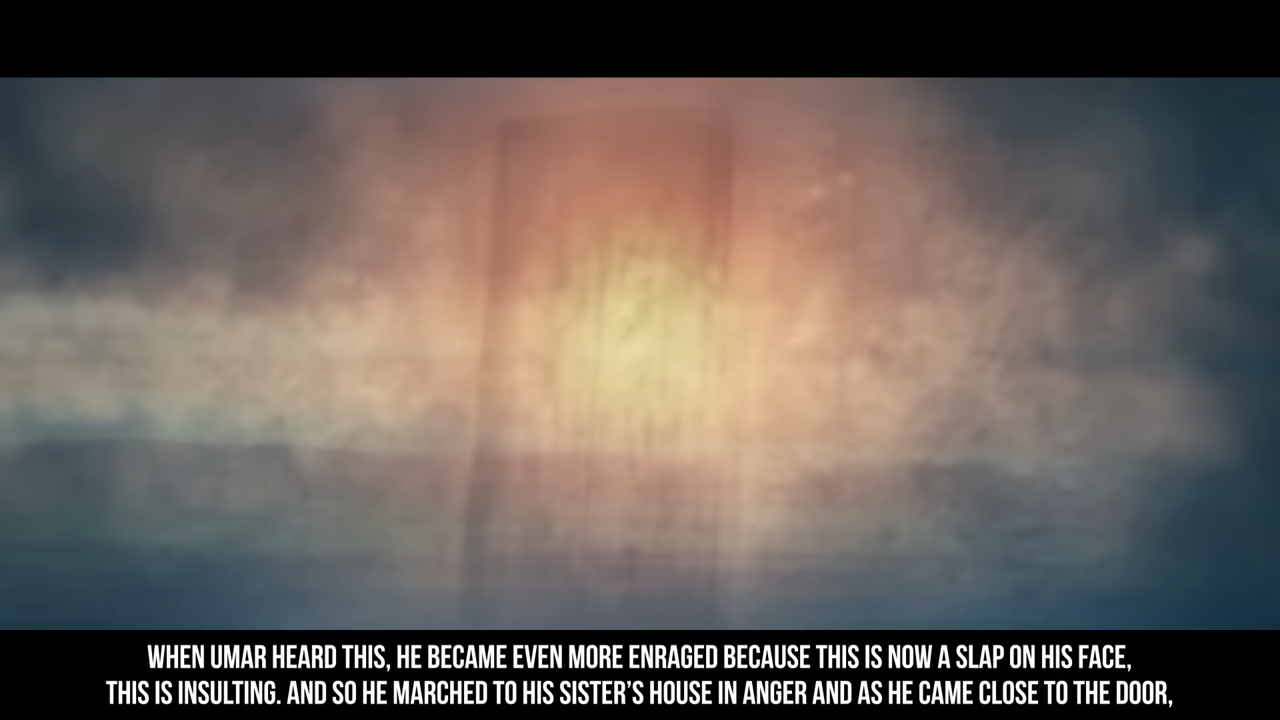 WHEN UMAR HEARD THIS, HE BECAME EVEN MORE ENRAGED BECAUSE THIS IS NOW A SLAP ON HIS FACE,
THIS IS INSULTING. AND SO HE MARCHED TO HIS SISTER'S HOUSE IN ANGER AND AS HE CAME CLOSE TO THE DOOR,